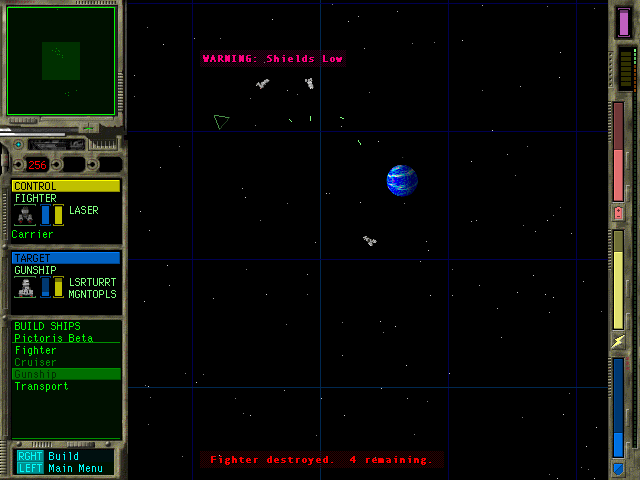 WARNING: Shields Low
256
CONTROL
FIGHTER
LASER
Carrier
TARGET
GUNSHIP
LSRTURRT
MGNTOPLS
BUILD SHIPS
Pictoris Beta
Fighter
Cruiser
Gunship
Transport
RGHT Build
LEFT Main Menu
Fighter destroyed. 4 remaining.